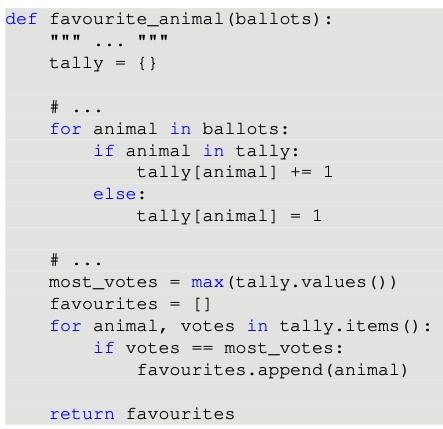 def favourite_animal(ballots):
    """ ... """
    tally = {}

    # ...
    for animal in ballots:
        if animal in tally:
            tally[animal] += 1
        else:
            tally[animal] = 1

    # ...
    most_votes = max(tally.values())
    favourites = []
    for animal, votes in tally.items():
        if votes == most_votes:
            favourites.append(animal)

    return favourites